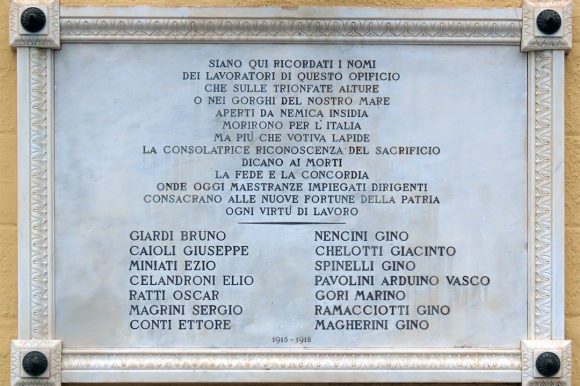 SIANO QUI RICORDATI I NOMI
DEI LAVORATORI DI QUESTO OPIFICIO
CHE SULLE TRIONFATE ALTURE
O NEI GORGHI DEL NOSTRO MARE
APERTI DA NEMICA INSIDIA
MORIRONO PER L'ITALIA
MA PIÚ CHE VOTIVA LAPIDE
LA CONSOLATRICE RICONOSCENZA DEL SACRIFICIO
DICANO AI MORTI
LA FEDE E LA CONCORDIA
ONDE OGGI MAESTRANZE IMPIEGATI DIRIGENTI
CONSACRANO ALLE NUOVE FORTUNE DELLA PATRIA
OGNI VIRTÚ DI LAVORO
GIARDI BRUNO
CAIOLI GIUSEPPE
MINIATI EZIO
CELANDRONI ELIO
RATTI OSCAR
MAGRINI SERGIO
CONTI ETTORE
NENCINI GINO
CHELOTTI GIACINTO
SPINELLI GINO
PAVOLINI ARDUINO VASCO
GORI MARINO
RAMACCIOTTI GINO
MAGHERINI GINO
1915-1918